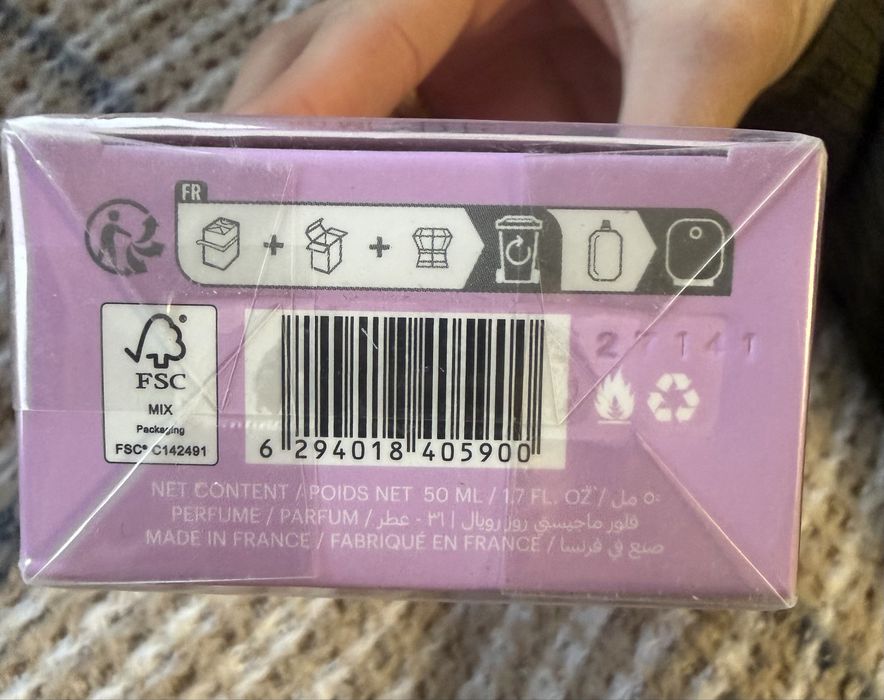 FR
27141
FSC®
MIX
Packaging
FSC® C142491
6 294018 405900
NET CONTENT / POIDS NET 50 ML / 1.7 FL. OZ / ٥٠ مل
PERFUME / PARFUM / فلور ماجيستي روز رويال | ٣١ - عطر
MADE IN FRANCE / FABRIQUÉ EN FRANCE / صنع في فرنسا